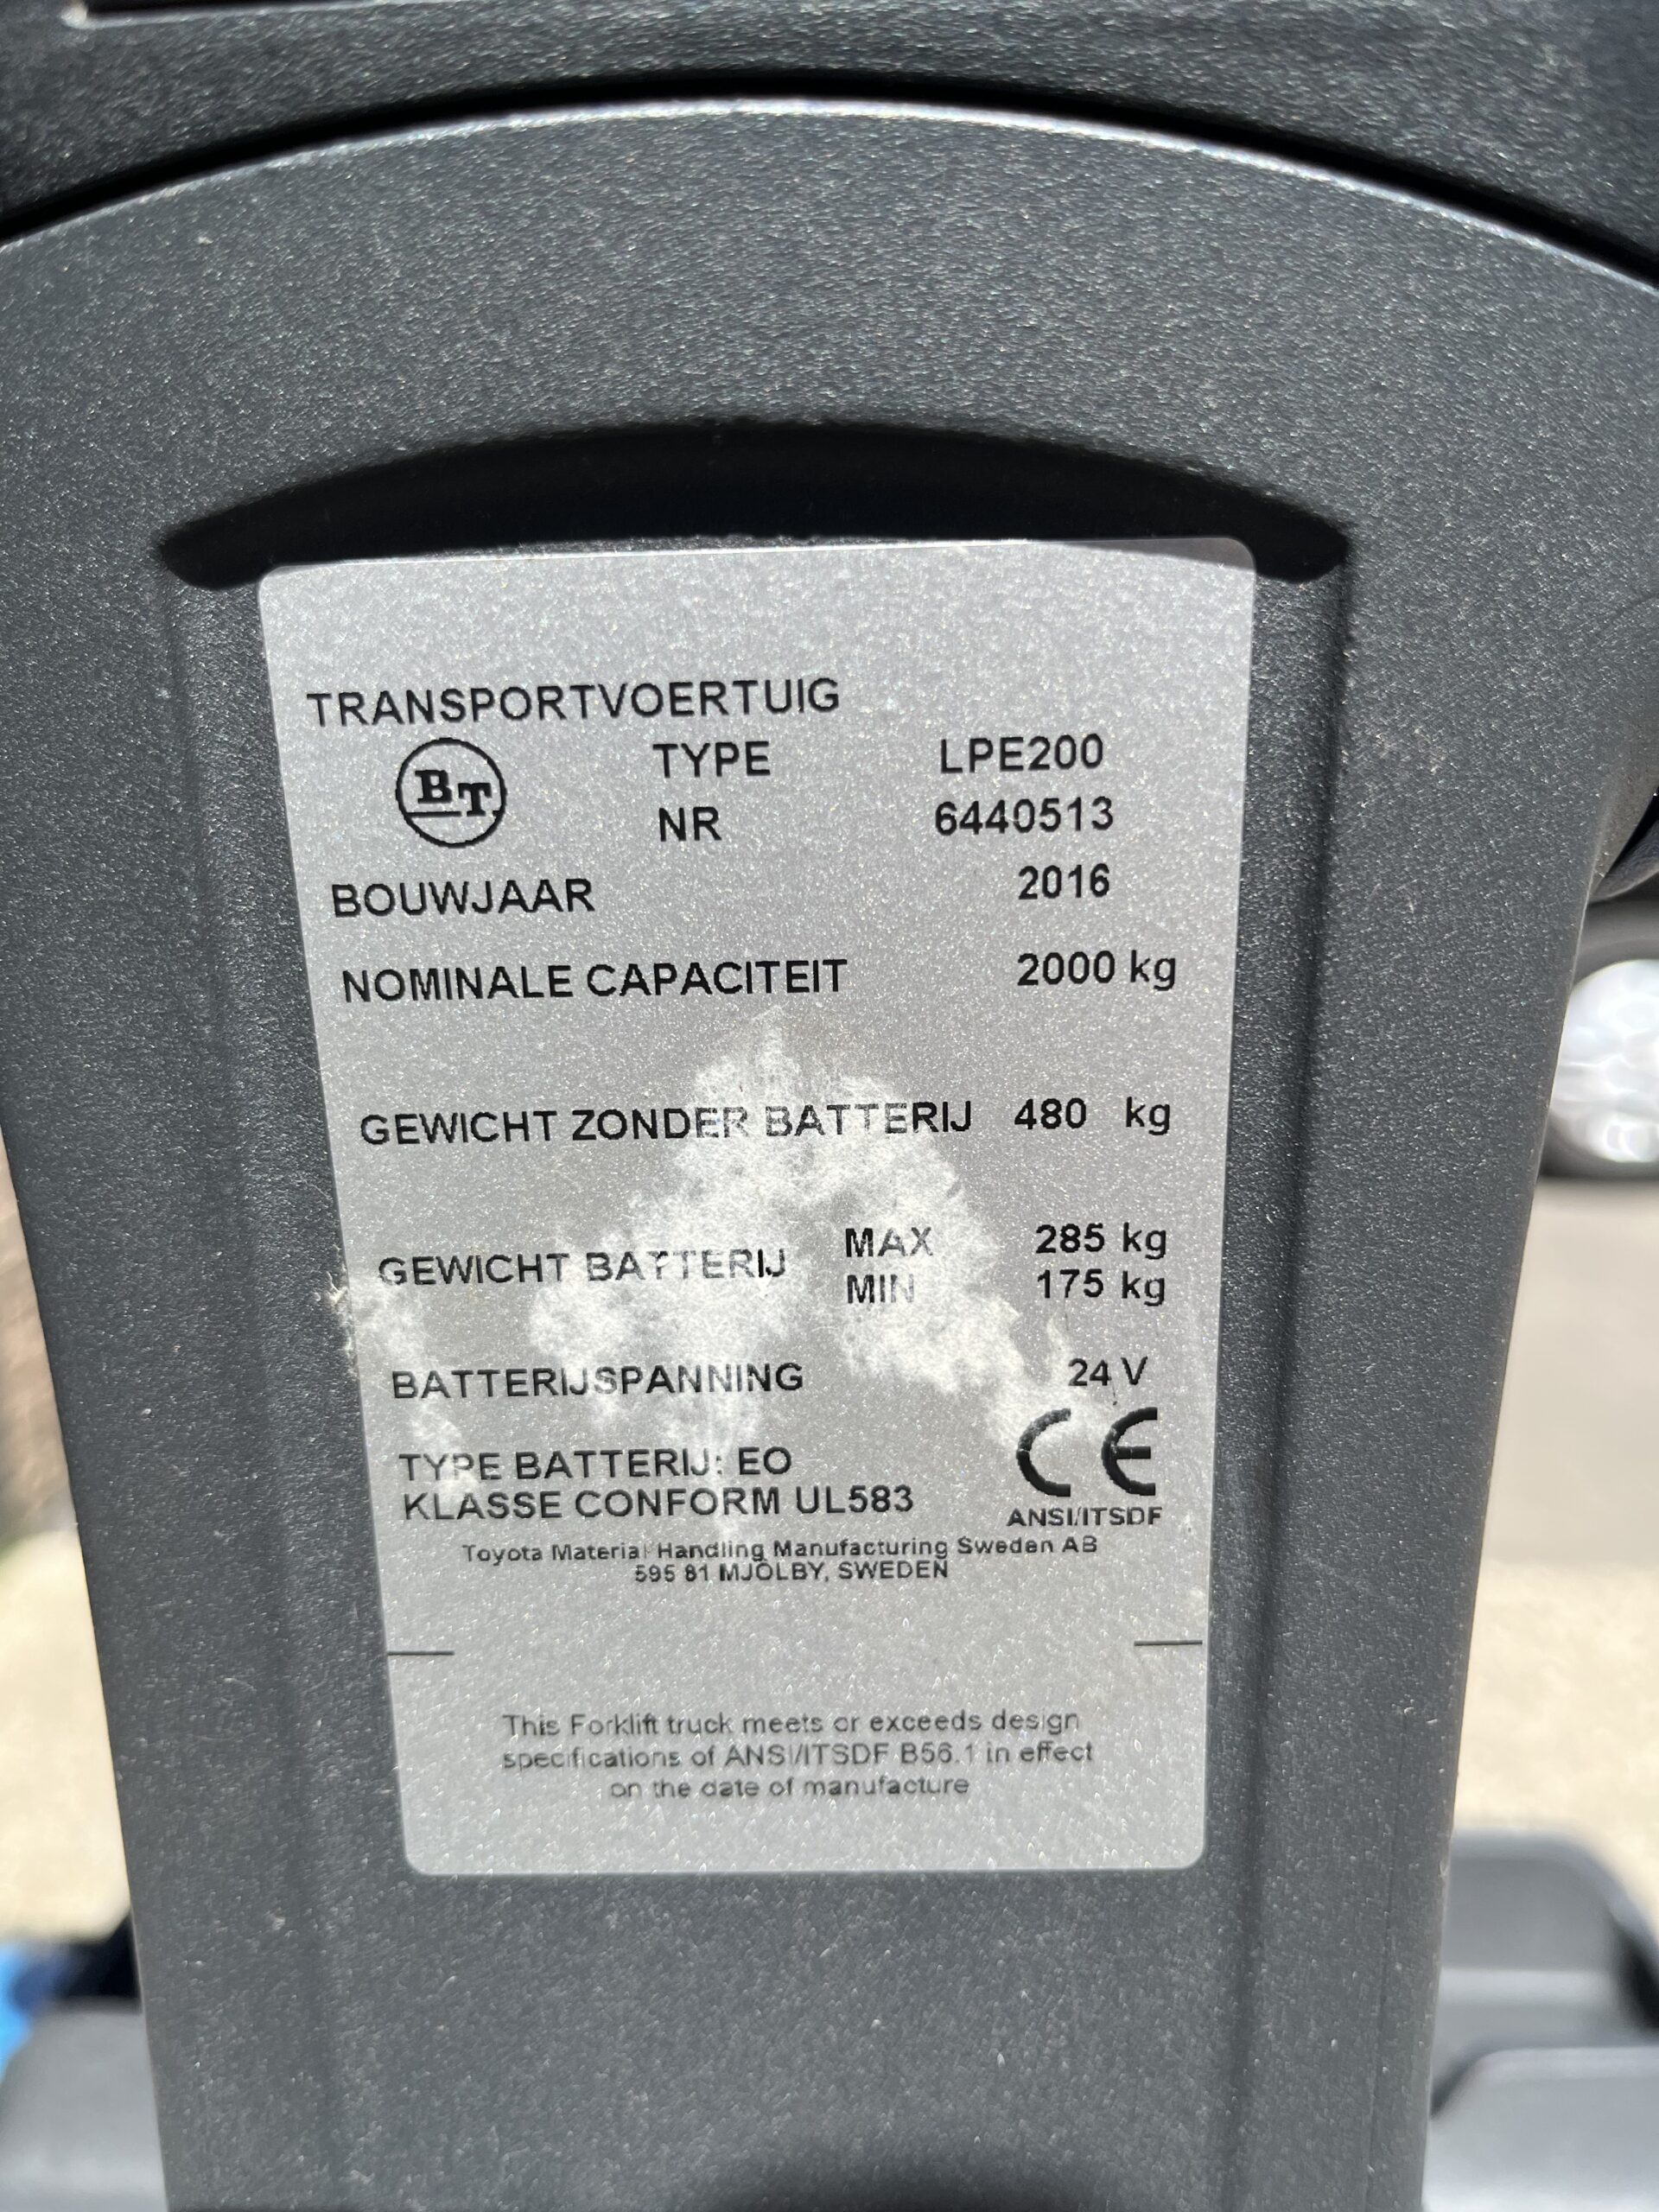 TRANSPORTVOERTUIG
BT TYPE LPE200
NR 6440513
BOUWJAAR 2016
NOMINALE CAPACITEIT 2000 kg
GEWICHT ZONDER BATTERIJ 480 kg
GEWICHT BATTERIJ MAX 285 kg
MIN 175 kg
BATTERIJSPANNING 24 V
TYPE BATTERIJ: EO
KLASSE CONFORM UL583
CE
ANSI/ITSDF
Toyota Material Handling Manufacturing Sweden AB
595 81 MJÖLBY, SWEDEN
This Forklift truck meets or exceeds design
specifications of ANSI/ITSDF B56.1 in effect
on the date of manufacture